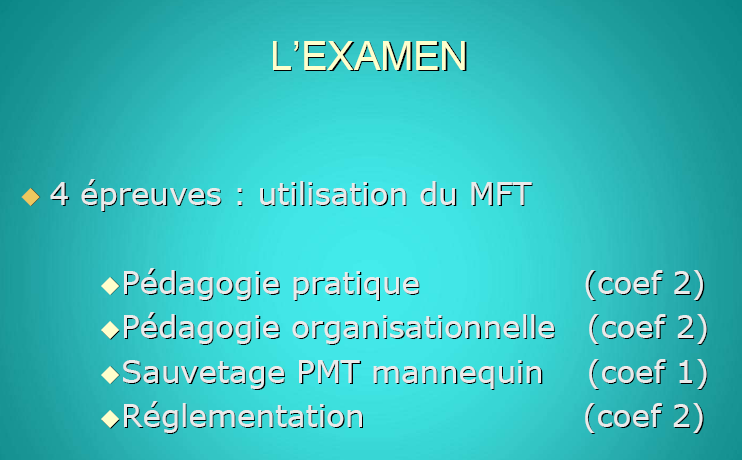 L'EXAMEN
4 épreuves : utilisation du MFT
Pédagogie pratique (coef 2)
Pédagogie organisationnelle (coef 2)
Sauvetage PMT mannequin (coef 1)
Réglementation (coef 2)